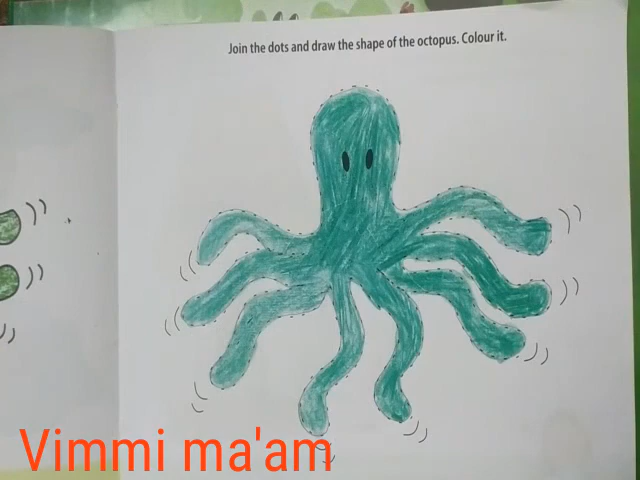 Join the dots and draw the shape of the octopus. Colour it.
Vimmi ma'am